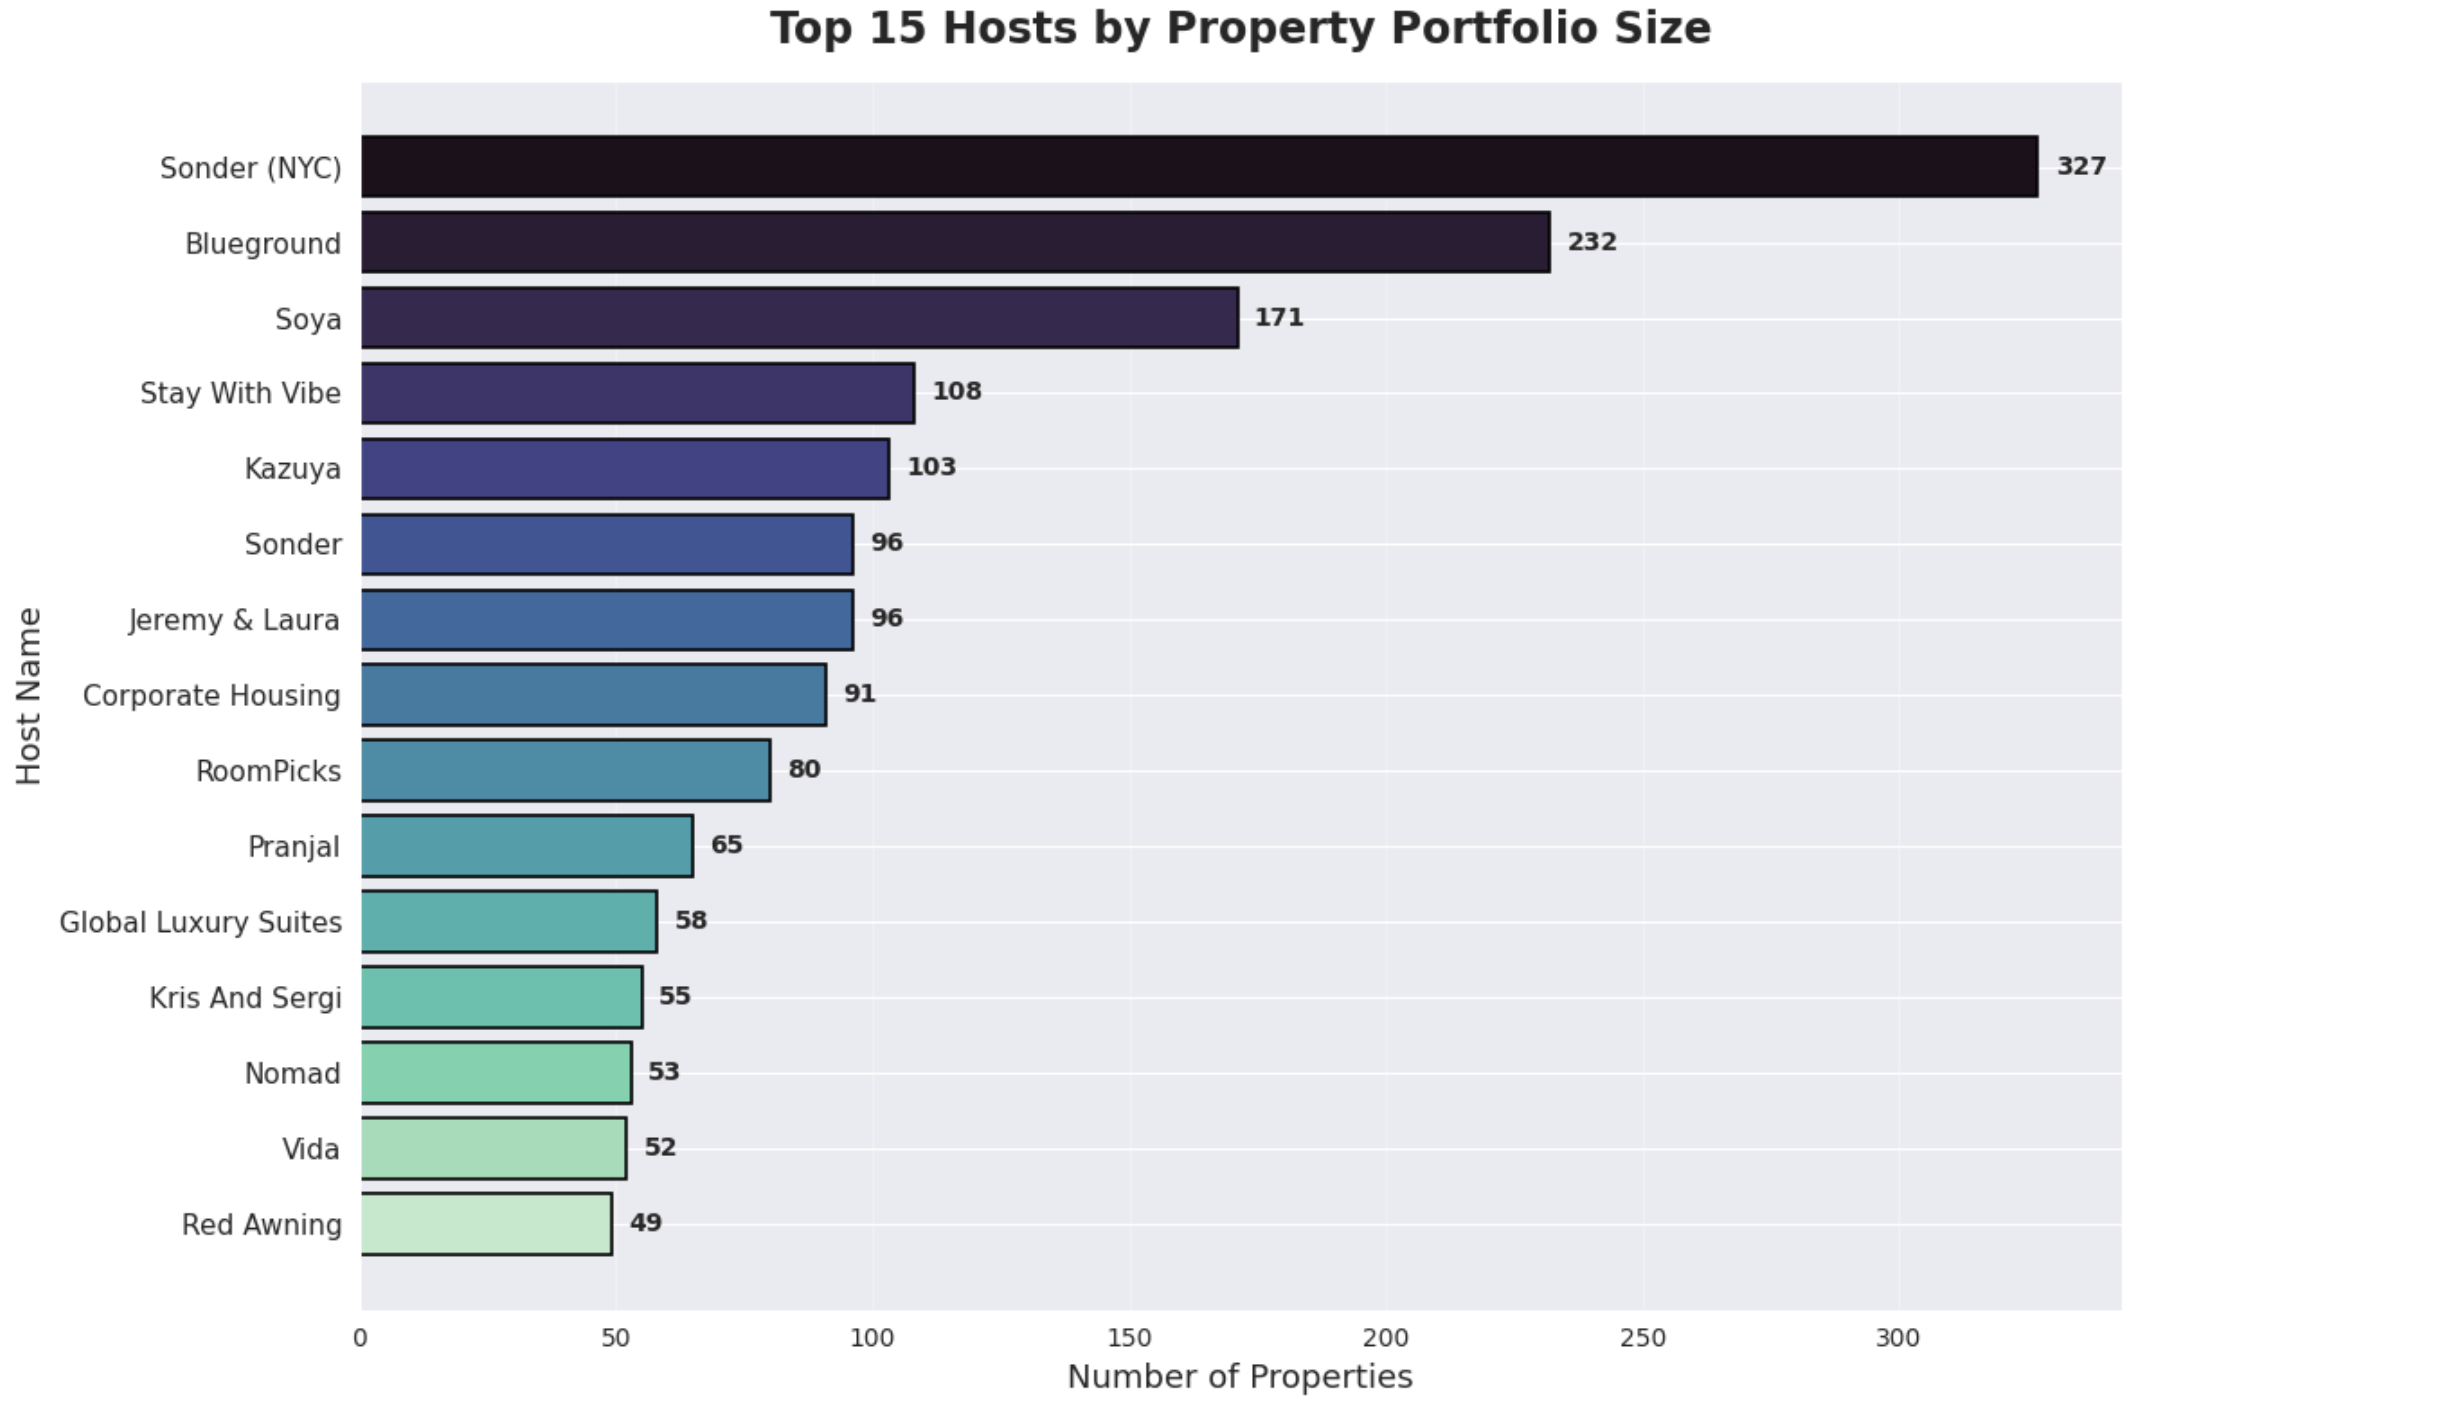 Top 15 Hosts by Property Portfolio Size
Sonder (NYC) 327
Blueground 232
Soya 171
Stay With Vibe 108
Kazuya 103
Sonder 96
Jeremy & Laura 96
Corporate Housing 91
RoomPicks 80
Pranjal 65
Global Luxury Suites 58
Kris And Sergi 55
Nomad 53
Vida 52
Red Awning 49
Host Name
0 50 100 150 200 250 300
Number of Properties